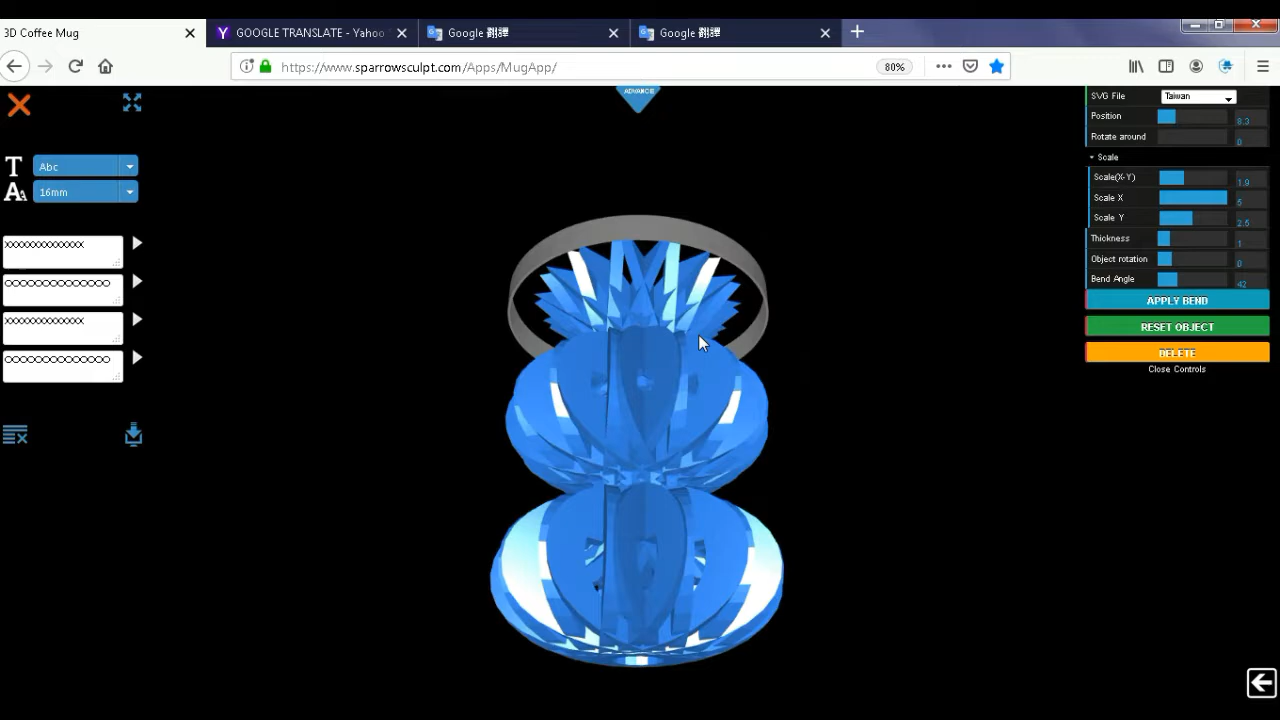 3D Coffee Mug
GOOGLE TRANSLATE - Yahoo
Google 翻譯
Google 翻譯
https://www.sparrowsculpt.com/Apps/MugApp/
80%
ADVANCE
SVG File Taiwan
Position 8.3
Rotate around 0
Scale
Scale(X-Y) 1.9
Scale X 5
Scale Y 2.5
Thickness 1
Object rotation 0
Bend Angle 42
APPLY BEND
RESET OBJECT
DELETE
Close Controls
T Abc
AA 16mm
XXXXXXXXXXXXX
OOOOOOOOOOOOOO
XXXXXXXXXXXXX
OOOOOOOOOOOOOO